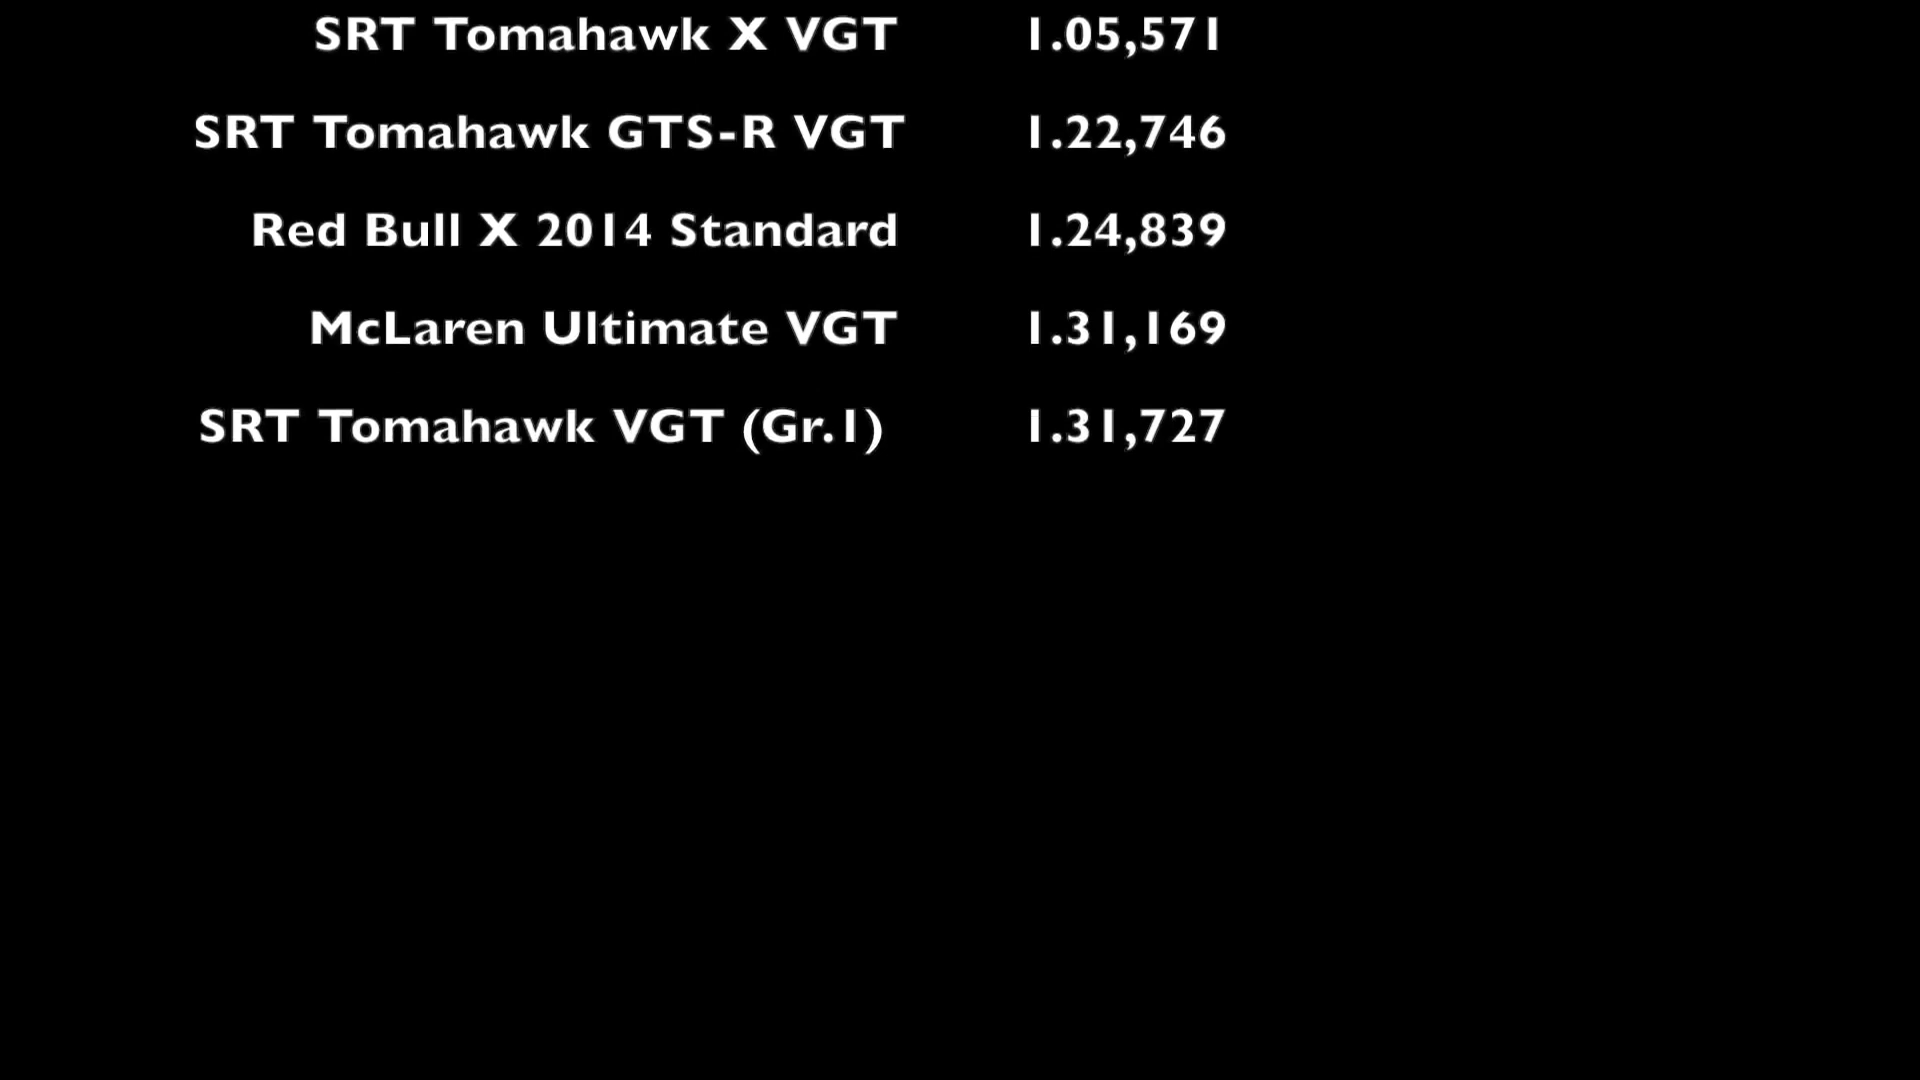 SRT Tomahawk X VGT 1.05,571
SRT Tomahawk GTS-R VGT 1.22,746
Red Bull X 2014 Standard 1.24,839
McLaren Ultimate VGT 1.31,169
SRT Tomahawk VGT (Gr.1) 1.31,727